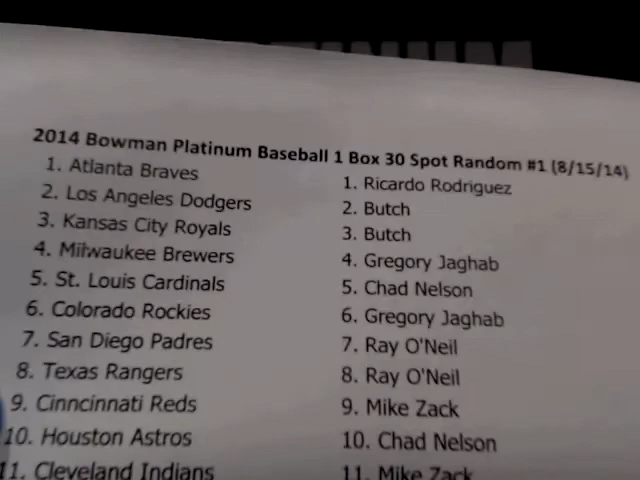 2014 Bowman Platinum Baseball 1 Box 30 Spot Random #1 (8/15/14)
1. Atlanta Braves
2. Los Angeles Dodgers
3. Kansas City Royals
4. Milwaukee Brewers
5. St. Louis Cardinals
6. Colorado Rockies
7. San Diego Padres
8. Texas Rangers
9. Cinncinnati Reds
10. Houston Astros
11. Cleveland Indians
1. Ricardo Rodriguez
2. Butch
3. Butch
4. Gregory Jaghab
5. Chad Nelson
6. Gregory Jaghab
7. Ray O'Neil
8. Ray O'Neil
9. Mike Zack
10. Chad Nelson
11. Mike Zack